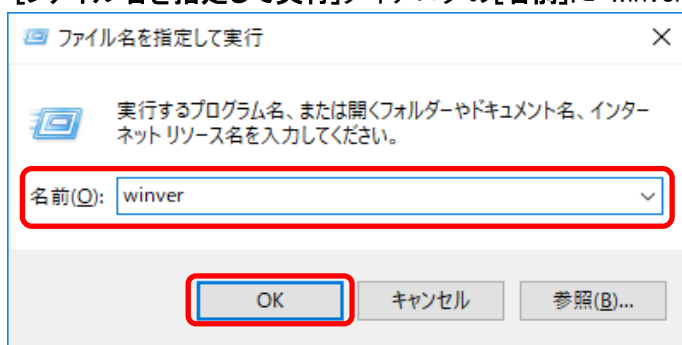 ファイル名を指定して実行
実行するプログラム名、または開くフォルダーやドキュメント名、インター
ネット リソース名を入力してください。
名前(O): winver
OK キャンセル 参照(B)...